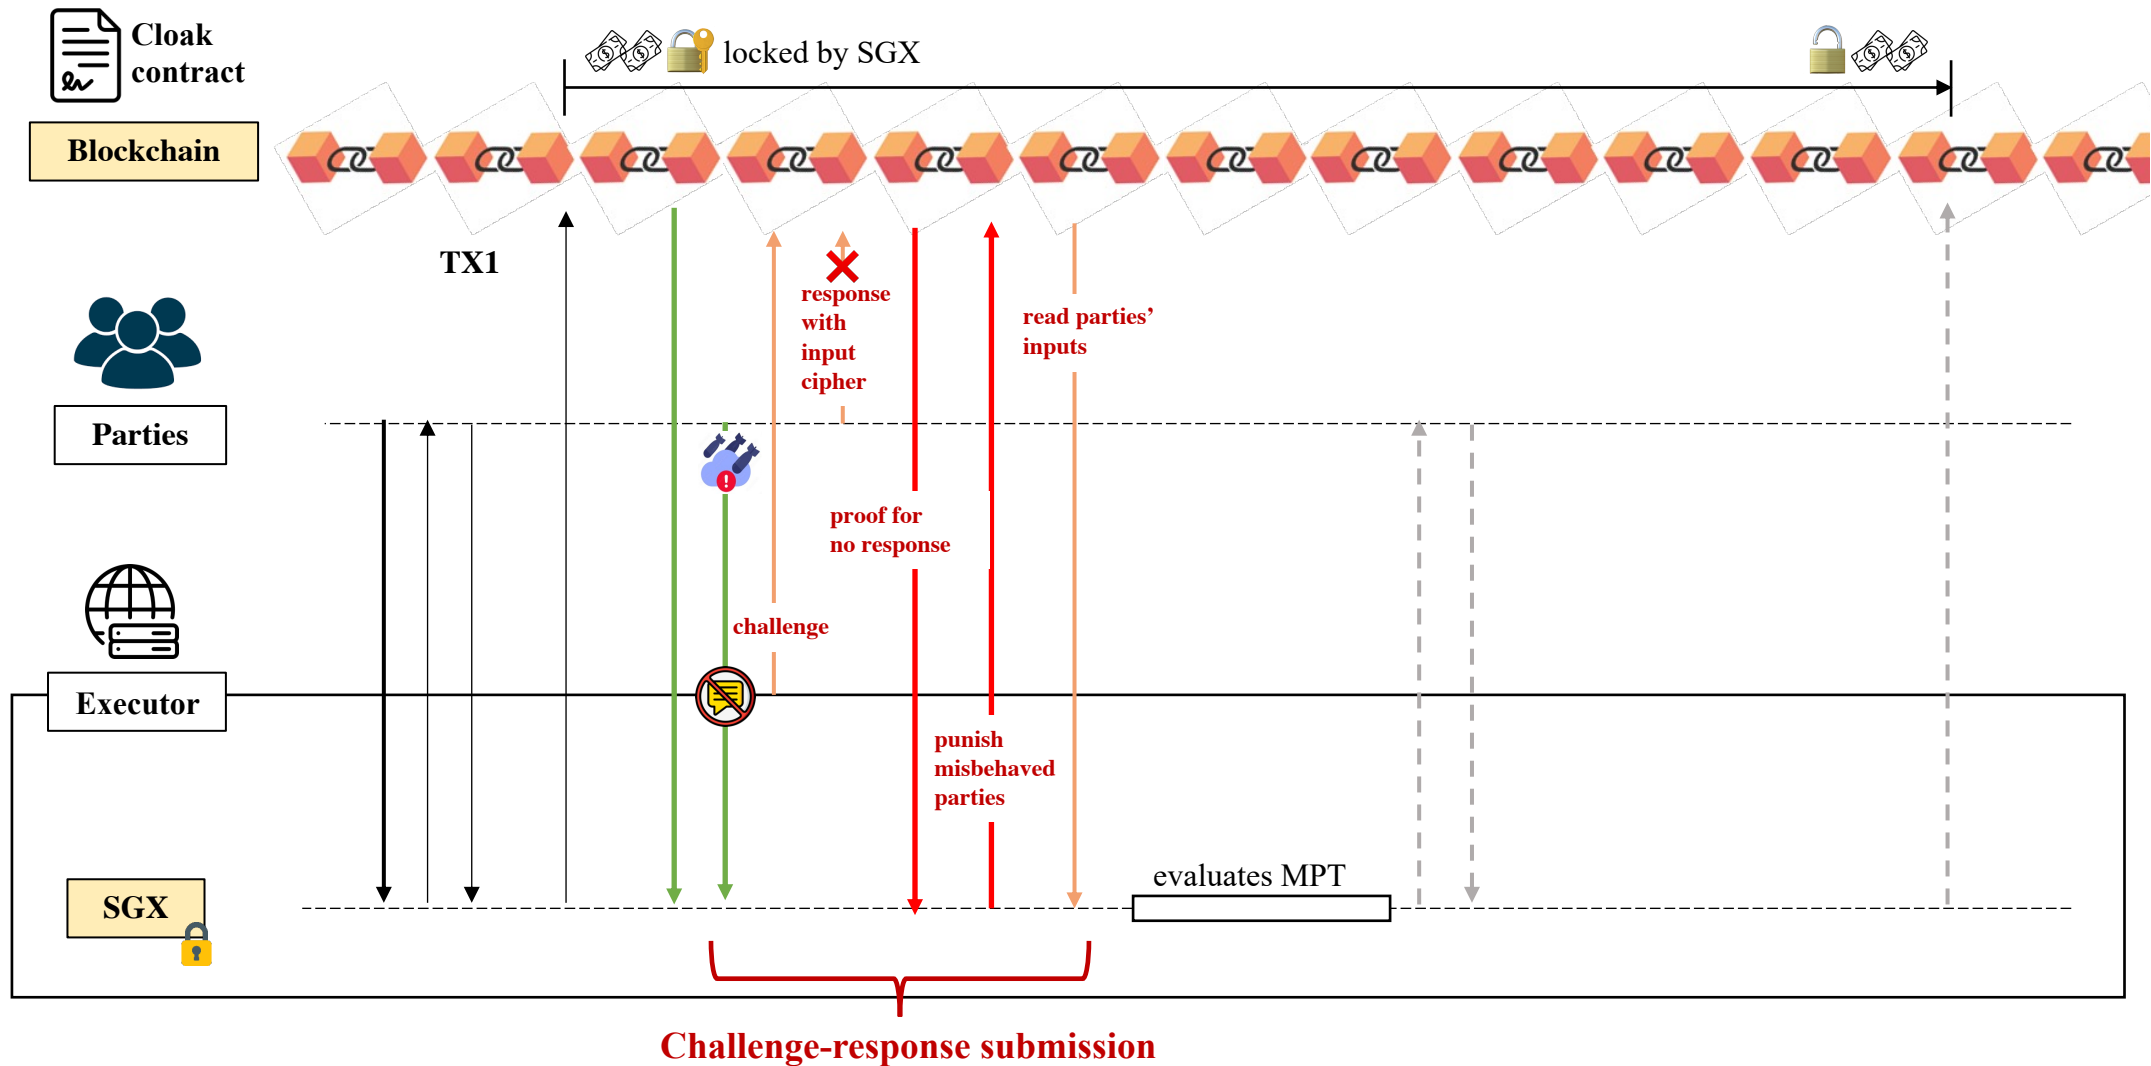 Cloak
contract
locked by SGX
Blockchain
TX1
response
with
input
cipher
read parties’
inputs
Parties
proof for
no response
challenge
Executor
punish
misbehaved
parties
evaluates MPT
SGX
Challenge-response submission